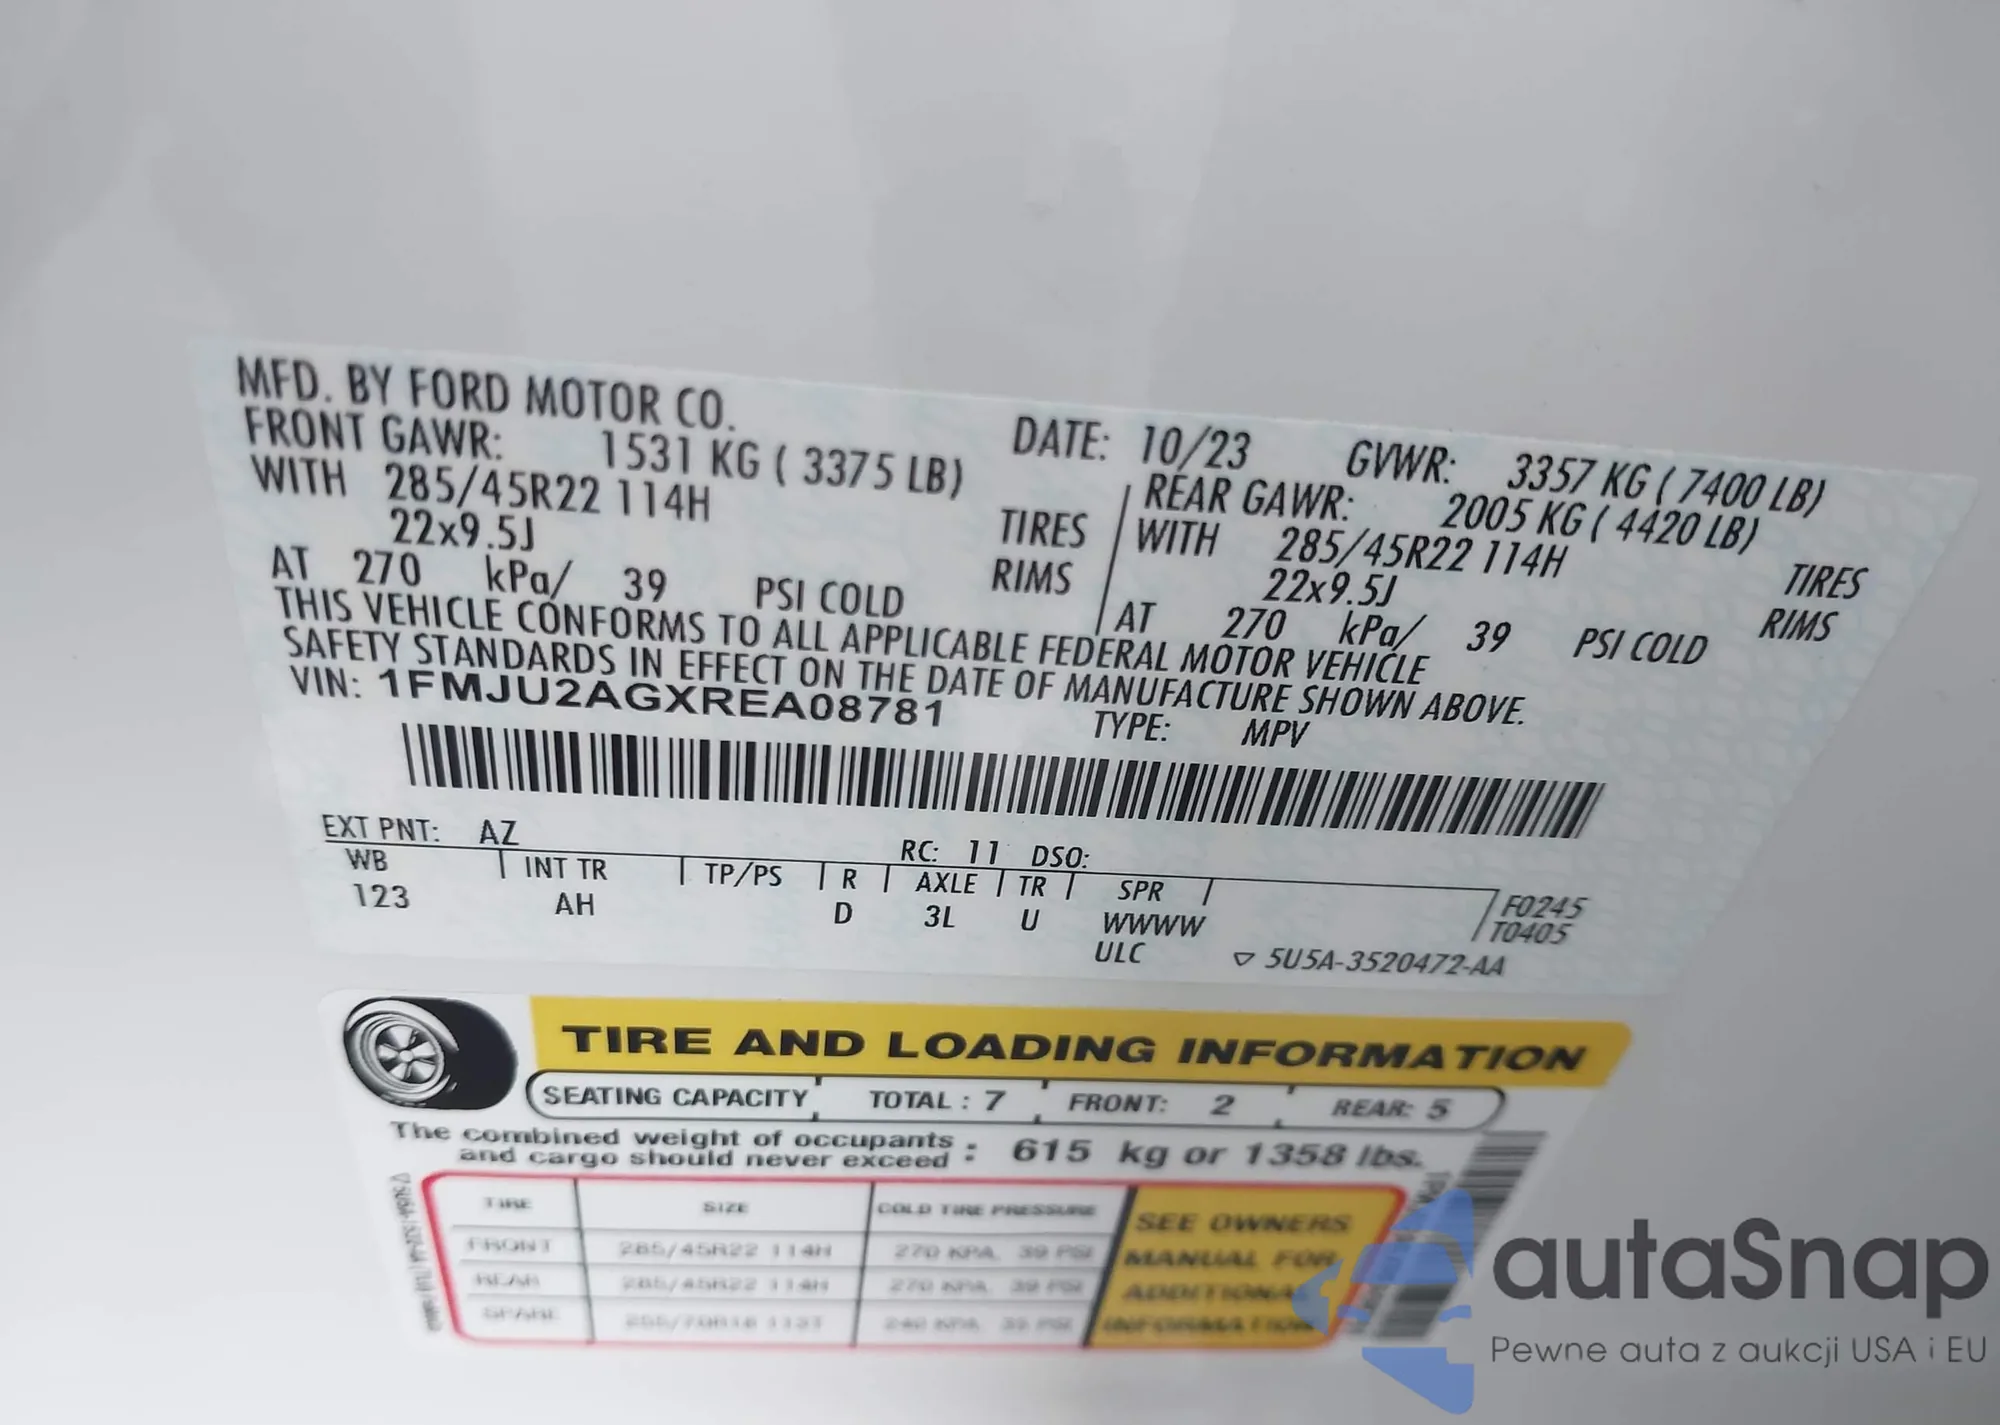 MFD. BY FORD MOTOR CO.
DATE: 10/23 GVWR: 3357 KG ( 7400 LB)
FRONT GAWR: 1531 KG ( 3375 LB)
REAR GAWR: 2005 KG ( 4420 LB)
WITH 285/45R22 114H TIRES
WITH 285/45R22 114H TIRES
22x9.5J RIMS
22x9.5J RIMS
AT 270 kPa/ 39 PSI COLD
AT 270 kPa/ 39 PSI COLD
THIS VEHICLE CONFORMS TO ALL APPLICABLE FEDERAL MOTOR VEHICLE
SAFETY STANDARDS IN EFFECT ON THE DATE OF MANUFACTURE SHOWN ABOVE.
VIN: 1FMJU2AGXREA08781
TYPE: MPV
EXT PNT: AZ RC: 11 DSO:
WB INT TR TP/PS R AXLE TR SPR
123 AH D 3L U WWWW
ULC
F0245
T0405
5U5A-3520472-AA
TIRE AND LOADING INFORMATION
SEATING CAPACITY TOTAL : 7 FRONT: 2 REAR: 5
The combined weight of occupants
and cargo should never exceed : 615 kg or 1358 lbs.
TIRE SIZE COLD TIRE PRESSURE
FRONT 285/45R22 114H 270 KPA, 39 PSI
REAR 285/45R22 114H 270 KPA, 39 PSI
SPARE
SEE OWNERS
MANUAL FOR
ADDITIONAL
INFORMATION
autaSnap
Pewne auta z aukcji USA i EU